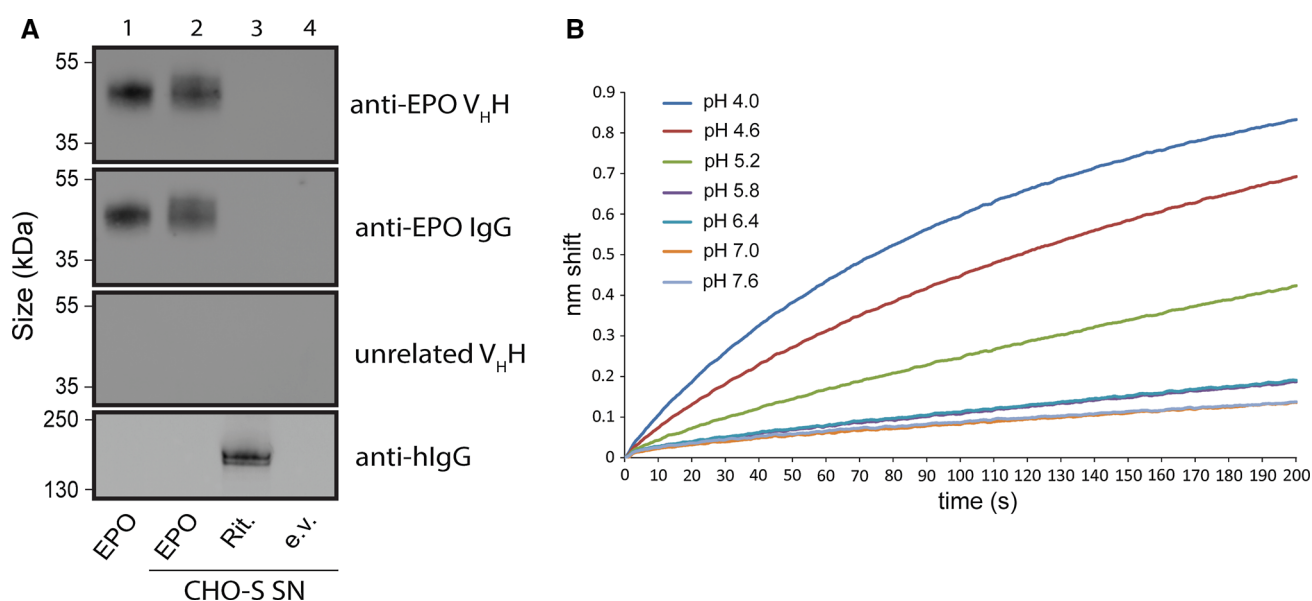 A
1 2 3 4
55
35
anti-EPO VHH
55
35
anti-EPO IgG
55
35
unrelated VHH
250
130
anti-hIgG
Size (kDa)
EPO EPO Rit. e.v.
CHO-S SN
B
0.9
0.8
0.7
0.6
0.5
0.4
0.3
0.2
0.1
0
nm shift
pH 4.0
pH 4.6
pH 5.2
pH 5.8
pH 6.4
pH 7.0
pH 7.6
0 10 20 30 40 50 60 70 80 90 100 110 120 130 140 150 160 170 180 190 200
time (s)